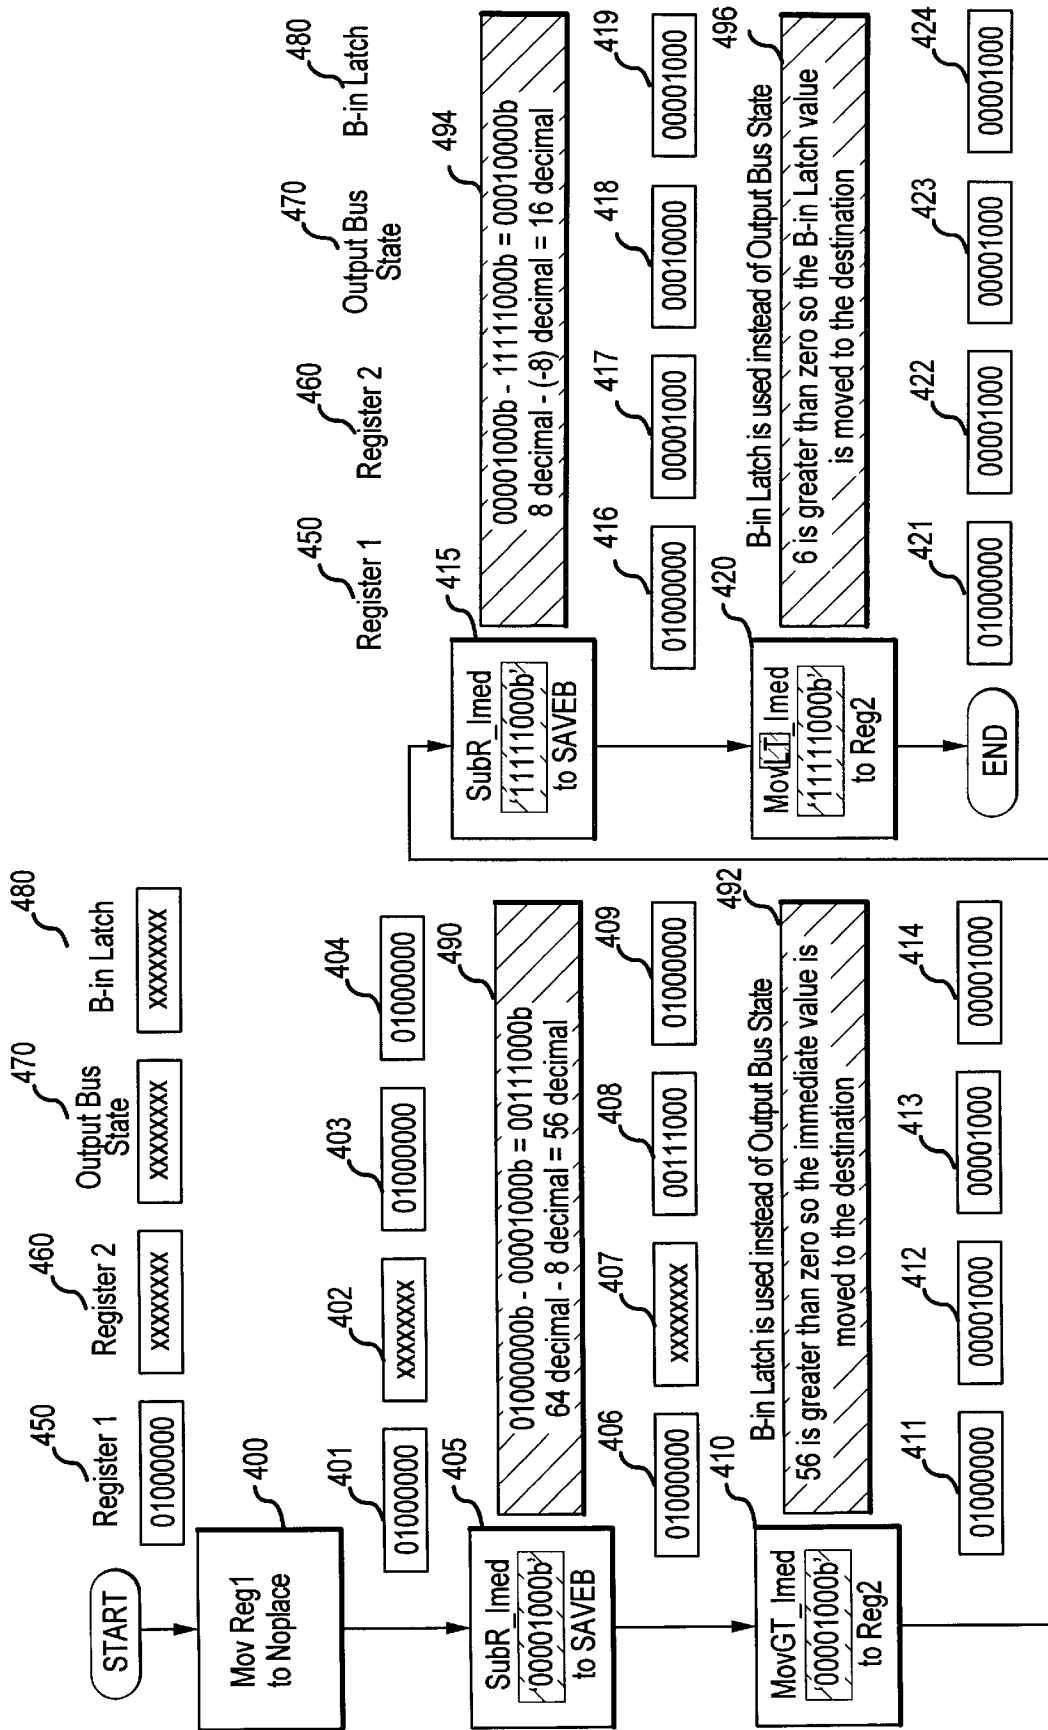 450
460
470
480
Register 1
Register 2
Output Bus
State
B-in Latch
START
01000000
xxxxxxxx
xxxxxxxx
xxxxxxxx
400
Mov Reg1
to Noplace
401
402
403
404
01000000
xxxxxxxx
01000000
01000000
405
490
SubR_Imed
'00001000b'
to SAVEB
01000000b - 00001000b = 00111000b
64 decimal - 8 decimal = 56 decimal
406
407
408
409
01000000
xxxxxxxx
00111000
01000000
410
492
B-in Latch is used instead of Output Bus State
MovGT_Imed
'00001000b'
to Reg2
56 is greater than zero so the immediate value is
moved to the destination
411
412
413
414
01000000
00001000
00001000
00001000
450
460
470
480
Register 1
Register 2
Output Bus
State
B-in Latch
415
494
SubR_Imed
'11111000b'
to SAVEB
00001000b - 11111000b = 00010000b
8 decimal - (-8) decimal = 16 decimal
416
417
418
419
01000000
00001000
00010000
00001000
420
496
B-in Latch is used instead of Output Bus State
MovLT_Imed
'11111000b'
to Reg2
6 is greater than zero so the B-in Latch value
is moved to the destination
421
422
423
424
END
01000000
00001000
00001000
00001000